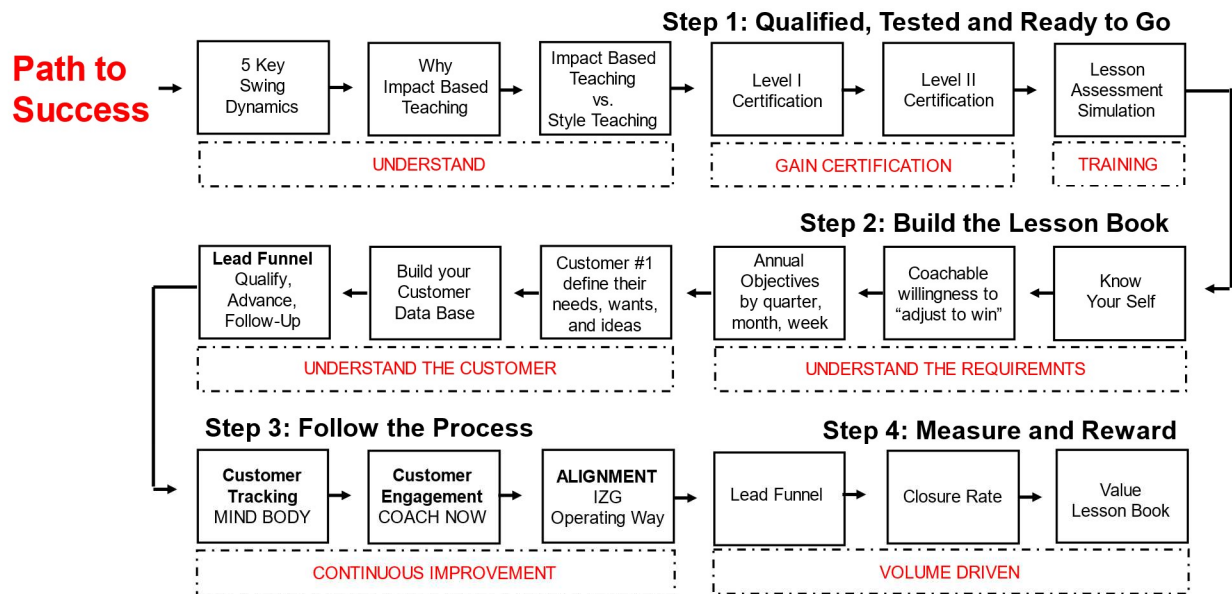 Step 1: Qualified, Tested and Ready to Go
Path to
Success
5 Key
Swing
Dynamics
Why
Impact Based
Teaching
Impact Based
Teaching
vs.
Style Teaching
Level I
Certification
Level II
Certification
Lesson
Assessment
Simulation
UNDERSTAND
GAIN CERTIFICATION
TRAINING
Step 2: Build the Lesson Book
Know
Your Self
Coachable
willingness to
“adjust to win”
Annual
Objectives
by quarter,
month, week
Customer #1
define their
needs, wants,
and ideas
Build your
Customer
Data Base
Lead Funnel
Qualify,
Advance,
Follow-Up
UNDERSTAND THE REQUIREMNTS
UNDERSTAND THE CUSTOMER
Step 3: Follow the Process
Customer
Tracking
MIND BODY
Customer
Engagement
COACH NOW
ALIGNMENT
IZG
Operating Way
CONTINUOUS IMPROVEMENT
Step 4: Measure and Reward
Lead Funnel
Closure Rate
Value
Lesson Book
VOLUME DRIVEN